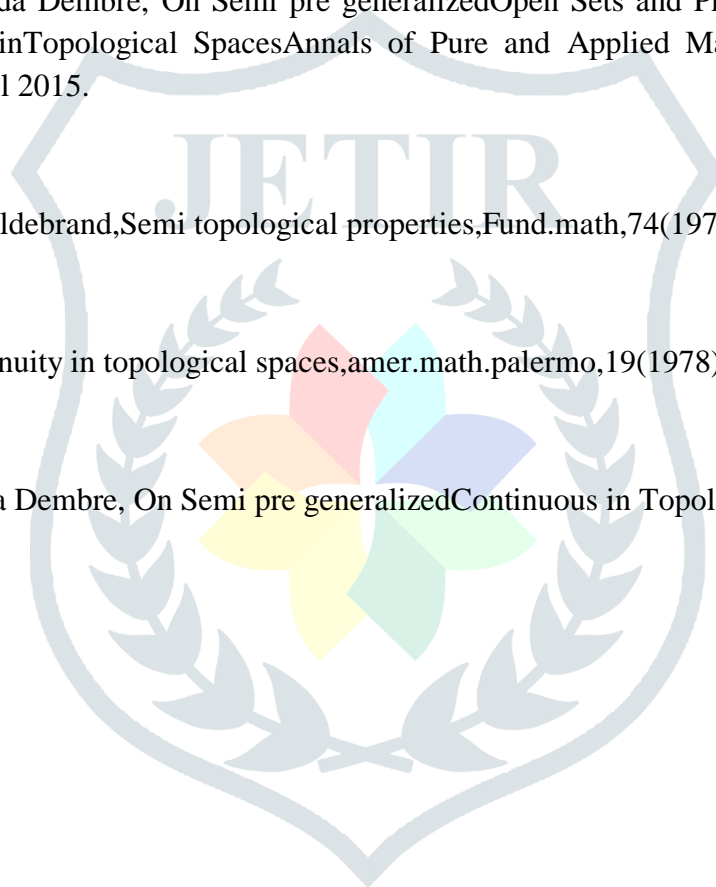 da Dembre, On Semi pre generalizedOpen Sets and
inTopological SpacesAnnals of Pure and Applied
l 2015.
JETIR
ldebrand,Semi topological properties,Fund.math,74(197
nuity in topological spaces,amer.math.palermo,19(1978)
a Dembre, On Semi pre generalizedContinuous in Topol